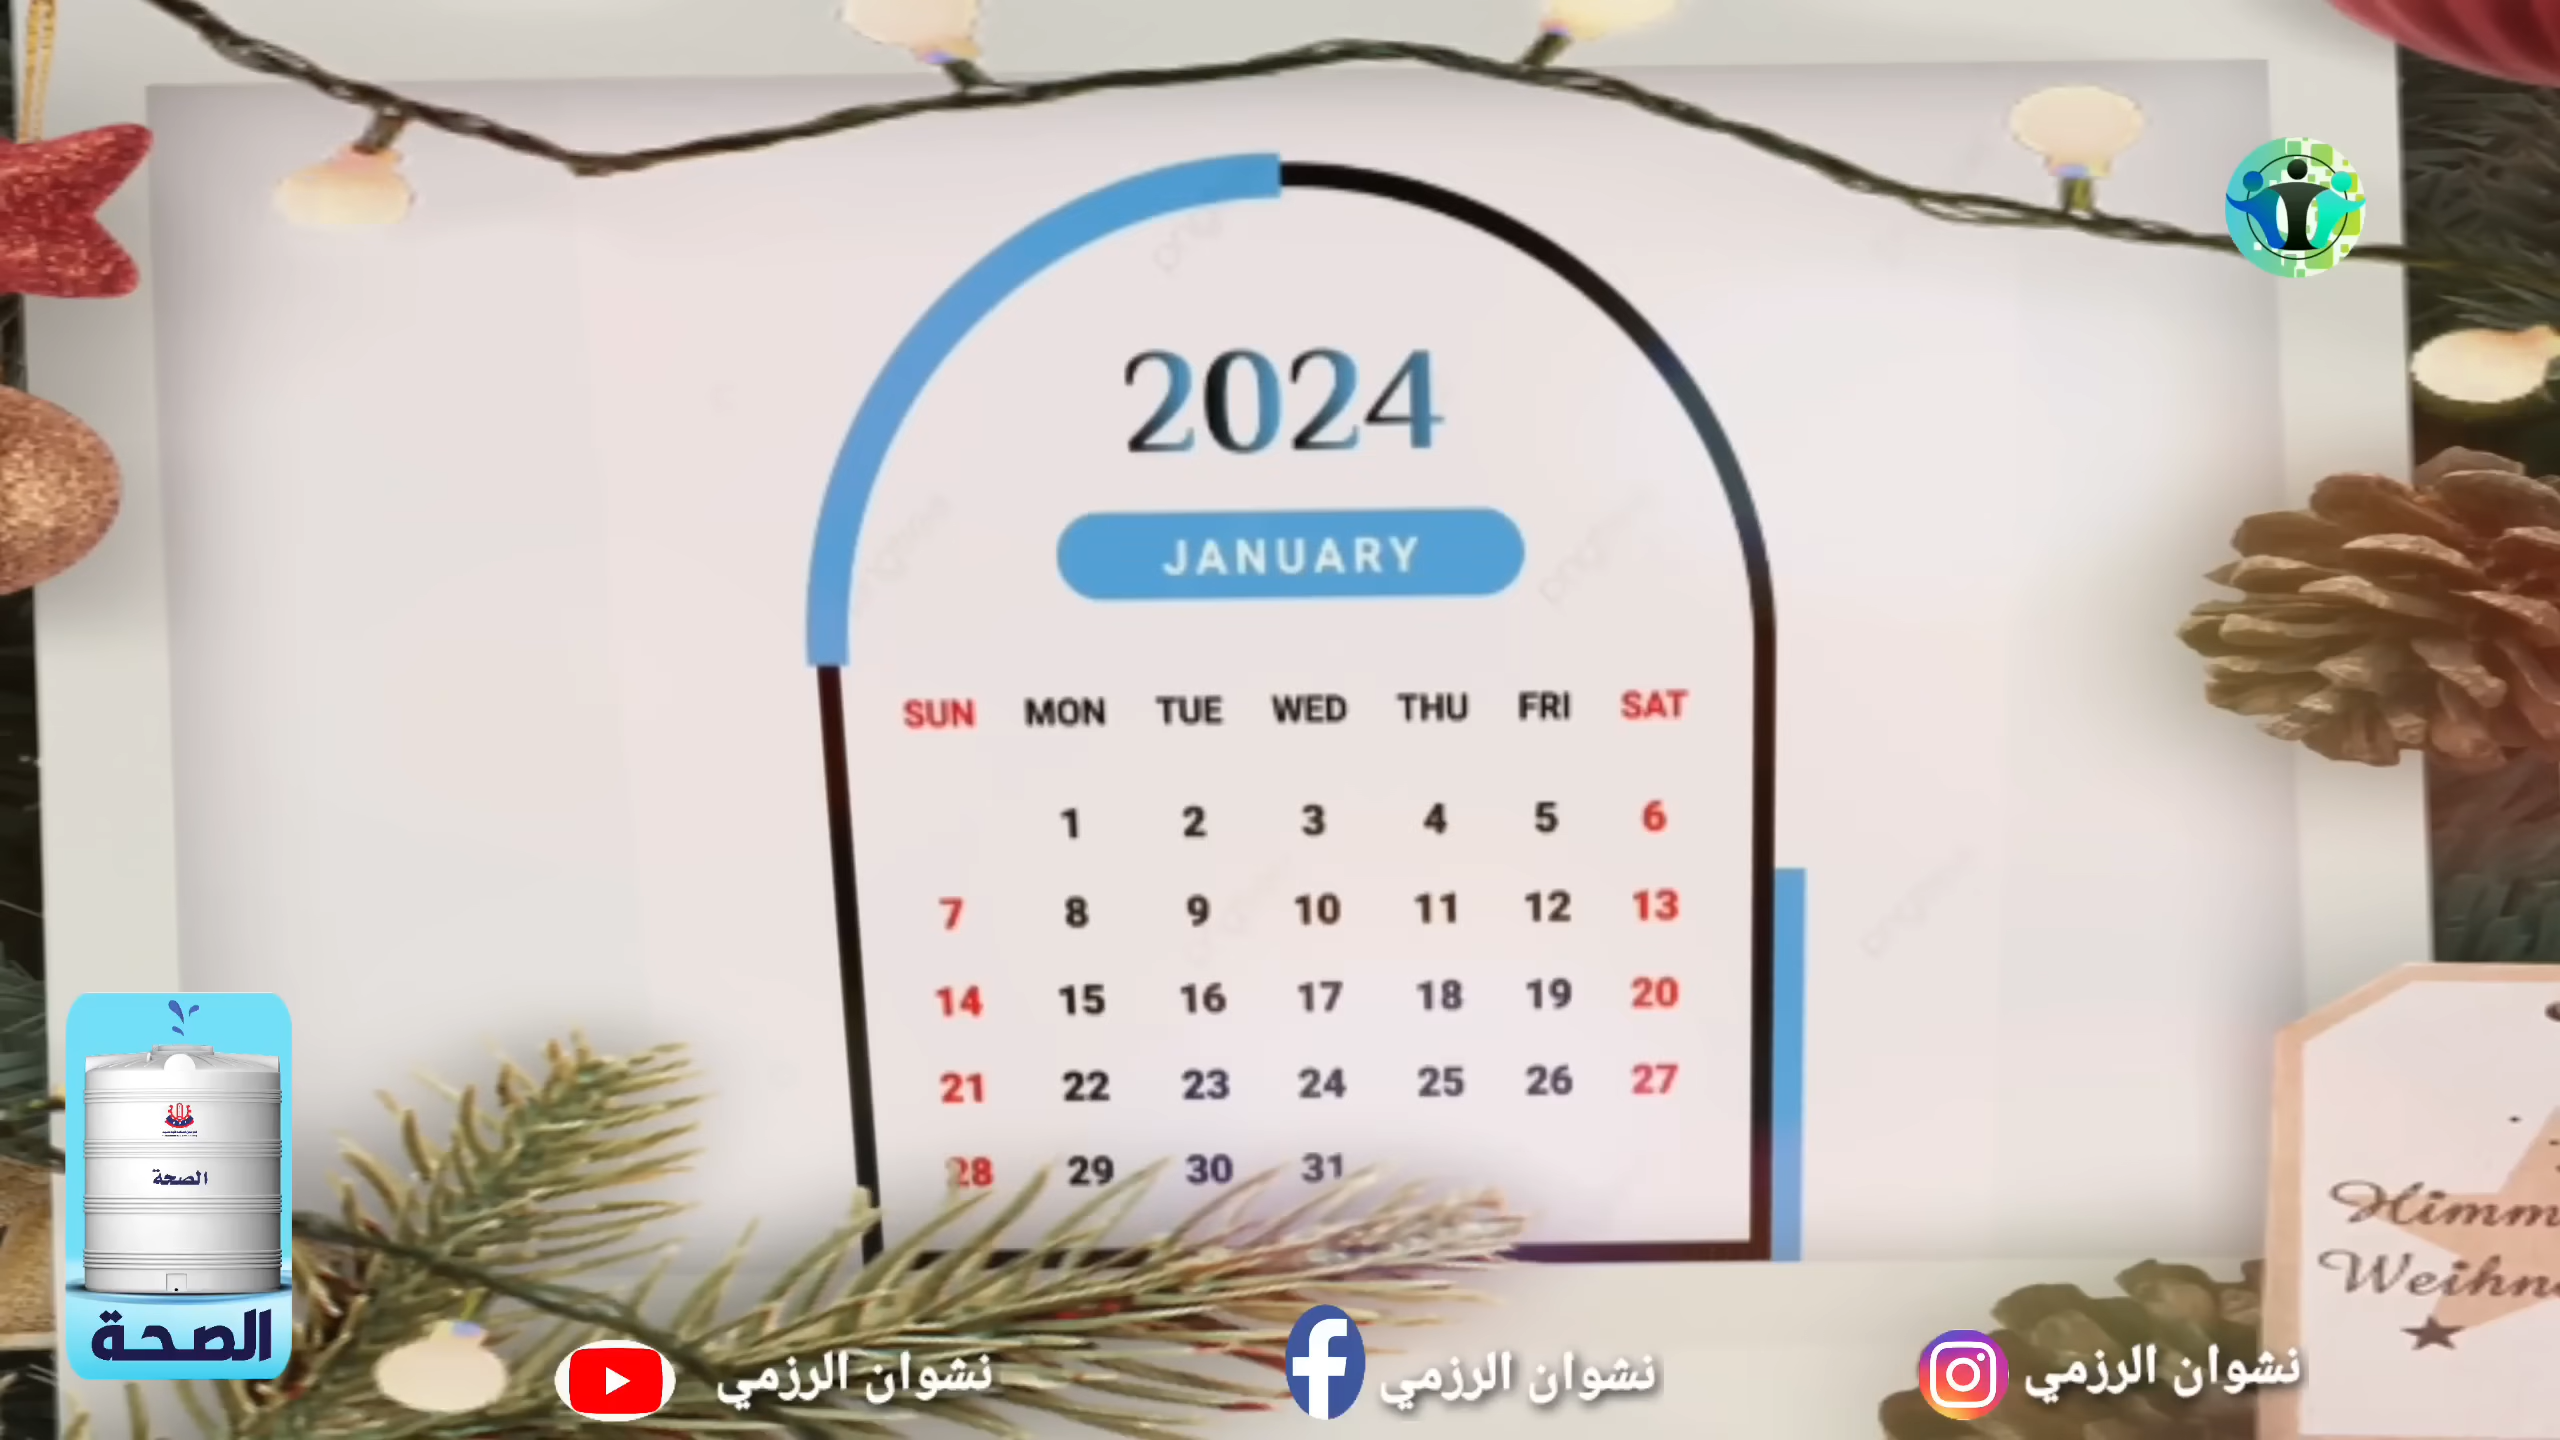 2024
JANUARY
SUN MON TUE WED THU FRI SAT
1 2 3 4 5 6
7 8 9 10 11 12 13
14 15 16 17 18 19 20
21 22 23 24 25 26 27
28 29 30 31
الصحة
الصحة
نشوان الرزمي
نشوان الرزمي
نشوان الرزمي